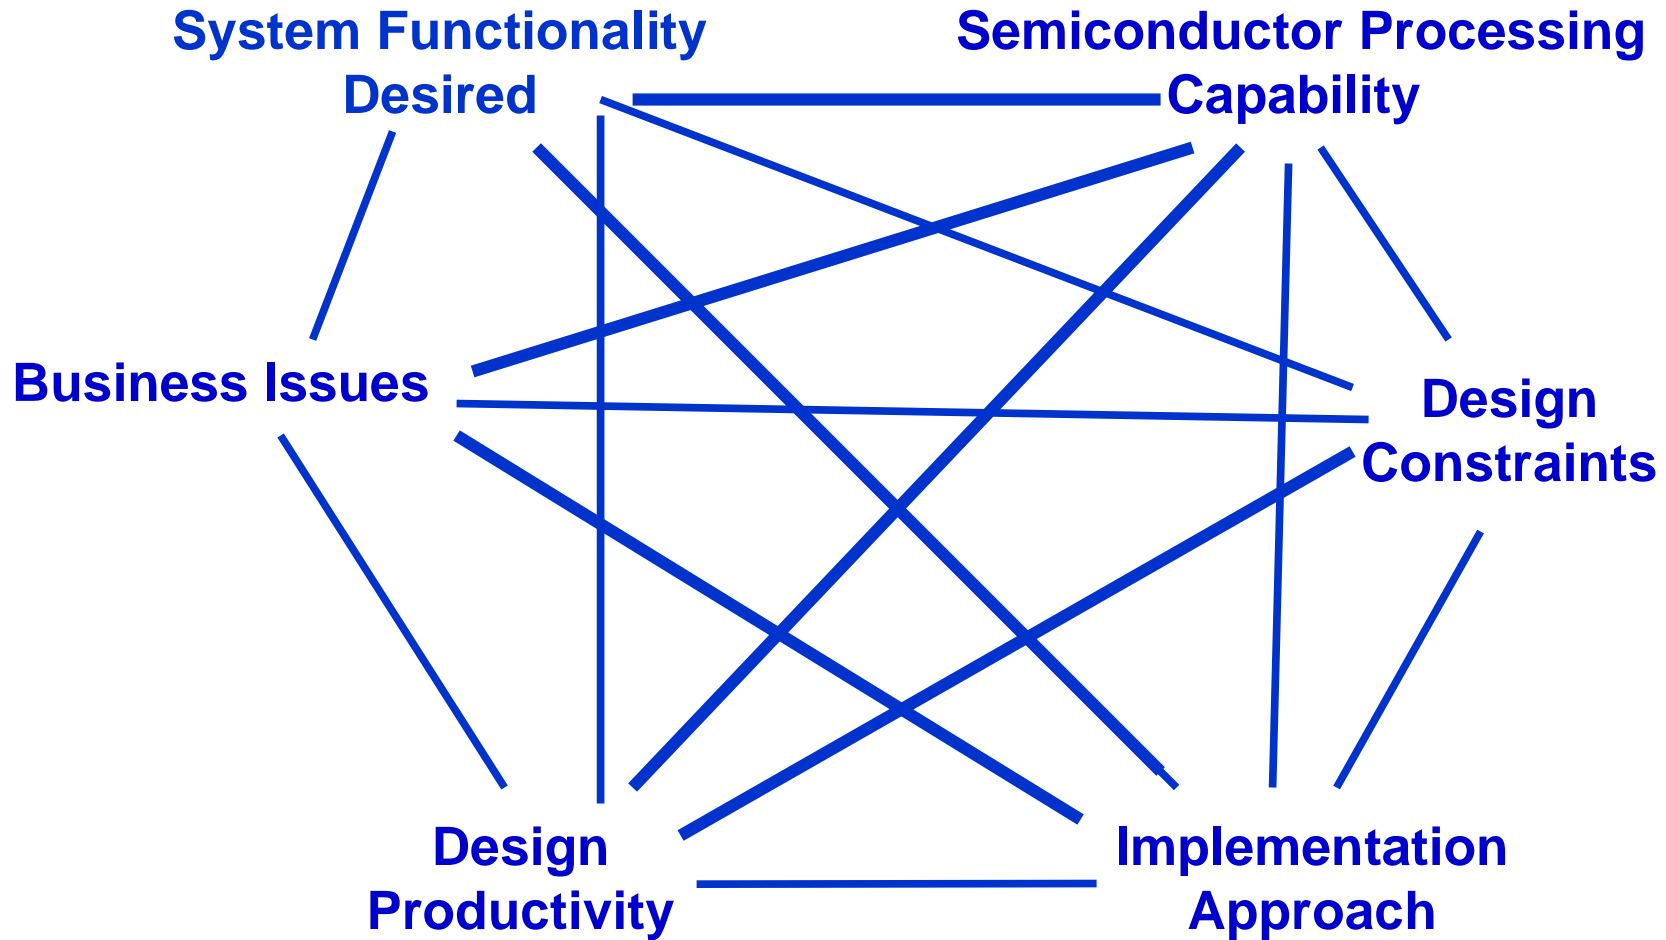 System Functionality
Desired
Semiconductor Processing
Capability
Business Issues
Design
Constraints
Design
Productivity
Implementation
Approach